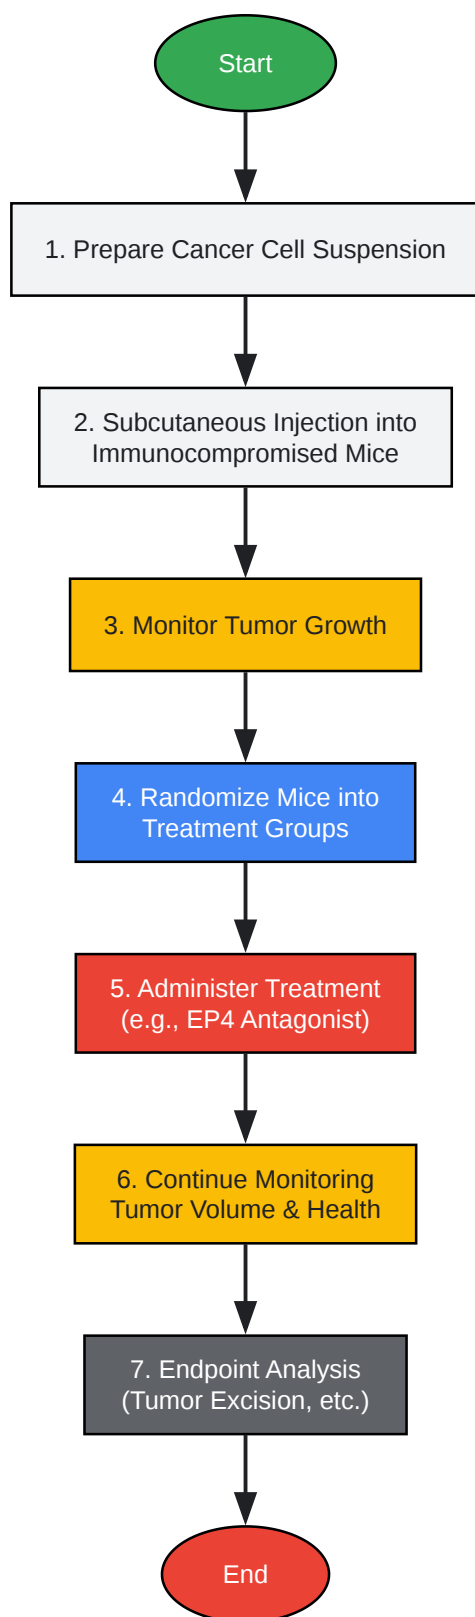 Start
1. Prepare Cancer Cell Suspension
2. Subcutaneous Injection into
Immunocompromised Mice
3. Monitor Tumor Growth
4. Randomize Mice into
Treatment Groups
5. Administer Treatment
(e.g., EP4 Antagonist)
6. Continue Monitoring
Tumor Volume & Health
7. Endpoint Analysis
(Tumor Excision, etc.)
End